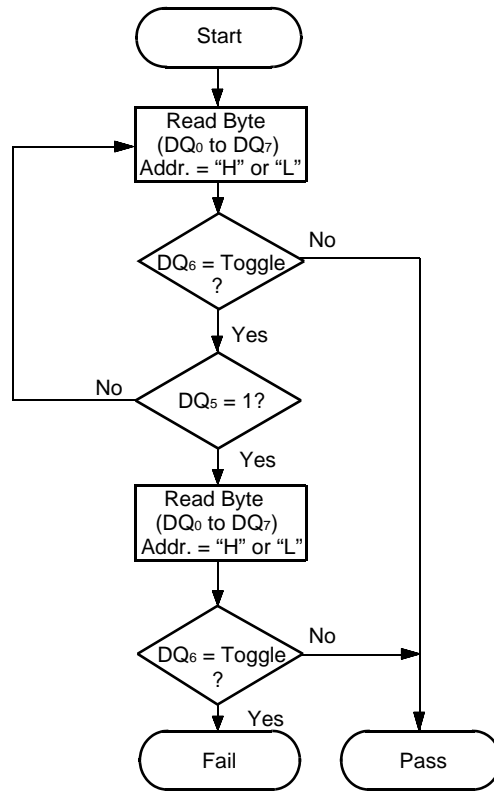 Start
Read Byte
(DQ0 to DQ7)
Addr. = “H” or “L”
No
DQ6 = Toggle
?
Yes
No
DQ5 = 1?
Yes
Read Byte
(DQ0 to DQ7)
Addr. = “H” or “L”
No
DQ6 = Toggle
?
Yes
Fail
Pass